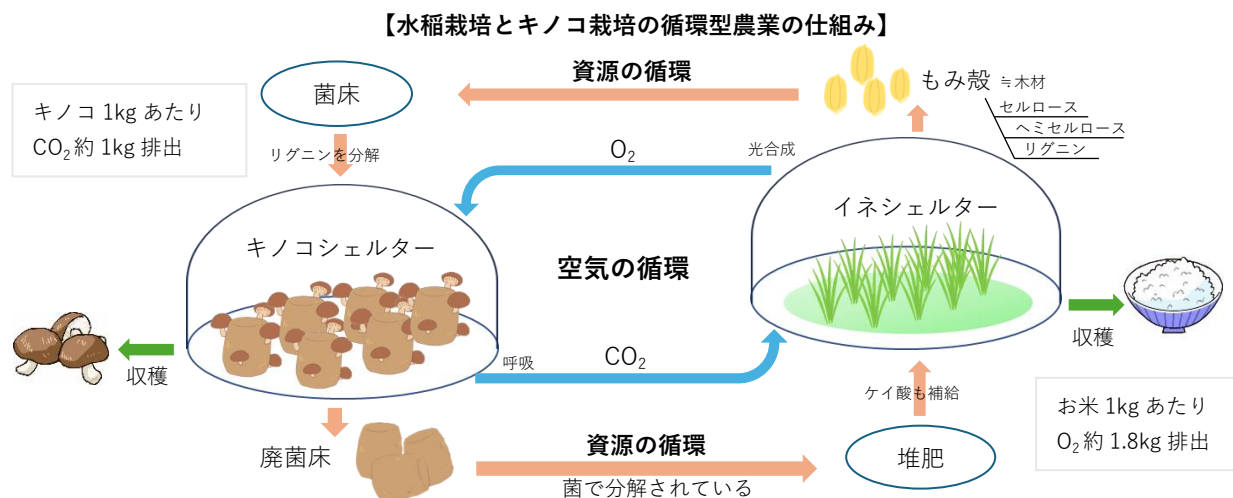 【水稲栽培とキノコ栽培の循環型農業の仕組み】
資源の循環
菌床
もみ殻 ≒木材
セルロース
ヘミセルロース
リグニン
キノコ 1kg あたり
CO₂約 1kg 排出
リグニンを分解
O₂
光合成
キノコシェルター
イネシェルター
空気の循環
収穫
収穫
呼吸
CO₂
ケイ酸も補給
お米 1kg あたり
O₂約 1.8kg 排出
廃菌床
資源の循環
菌で分解されている
堆肥